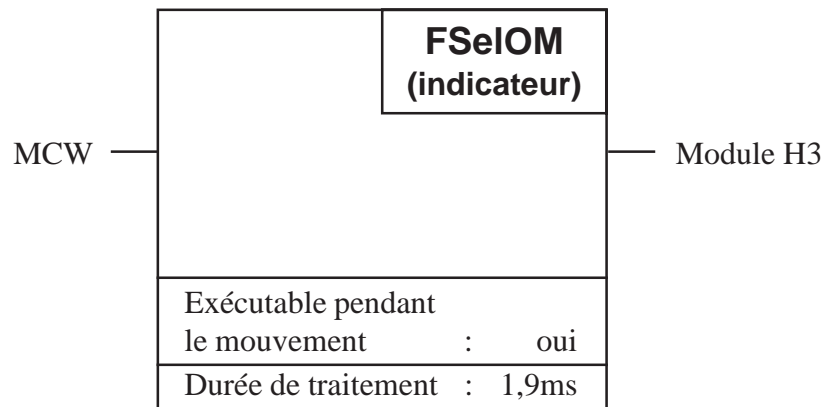 FSelOM
(indicateur)
MCW
Module H3
Exécutable pendant
le mouvement : oui
Durée de traitement : 1,9ms